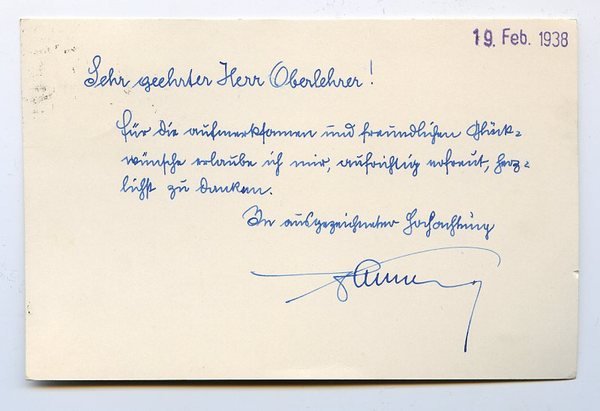 19. Feb. 1938
Sehr geehrter Herr Oberlehrer!
Für die aufmerksamen und freundlichen Glück-
wünsche erlaube ich mir, aufrichtig erfreut, herz-
lichst zu danken.
In ausgezeichneter Hochachtung